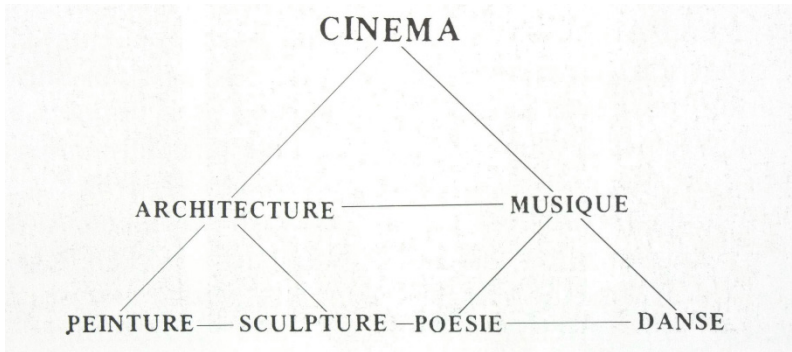 CINEMA
ARCHITECTURE MUSIQUE
PEINTURE SCULPTURE POESIE DANSE